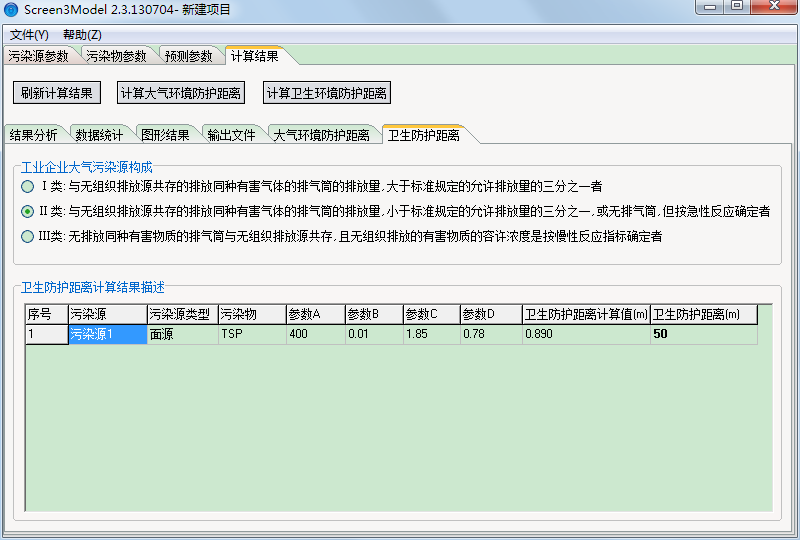 Screen3Model 2.3.130704- 新建项目
文件(Y) 帮助(Z)
污染源参数 污染物参数 预测参数 计算结果
刷新计算结果 计算大气环境防护距离 计算卫生环境防护距离
结果分析 数据统计 图形结果 输出文件 大气环境防护距离 卫生防护距离
工业企业大气污染源构成
I 类: 与无组织排放源共存的排放同种有害气体的排气筒的排放量, 大于标准规定的允许排放量的三分之一者
II 类: 与无组织排放源共存的排放同种有害气体的排气筒的排放量, 小于标准规定的允许排放量的三分之一, 或无排气筒, 但按急性反应确定者
III类: 无排放同种有害物质的排气筒与无组织排放源共存, 且无组织排放的有害物质的容许浓度是按慢性反应指标确定者
卫生防护距离计算结果描述
序号 污染源 污染源类型 污染物 参数A 参数B 参数C 参数D 卫生防护距离计算值(m) 卫生防护距离(m)
1 污染源1 面源 TSP 400 0.01 1.85 0.78 0.890 50